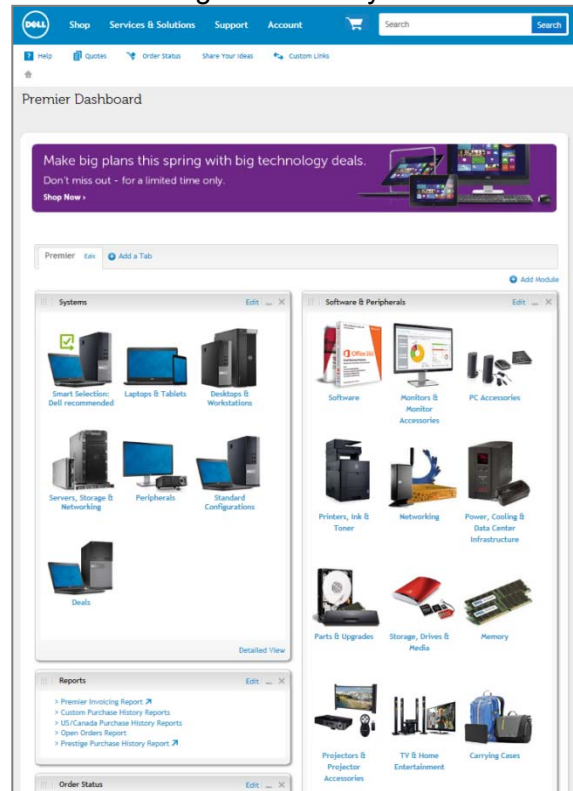 DELL
Shop Services & Solutions Support Account
Search
Search
? Help Quotes Order Status Share Your Ideas Custom Links
Premier Dashboard
Make big plans this spring with big technology deals.
Don't miss out - for a limited time only.
Shop Now ›
Premier Edit Add a Tab
Add Module
Systems Edit
Smart Selection:
Dell recommended
Laptops & Tablets
Desktops &
Workstations
Servers, Storage &
Networking
Peripherals
Standard
Configurations
Deals
Detailed View
Reports Edit
> Premier Invoicing Report
> Custom Purchase History Reports
> US/Canada Purchase History Reports
> Open Orders Report
> Prestige Purchase History Report
Order Status Edit
Software & Peripherals Edit
Office 365
Software
Monitors &
Monitor
Accessories
PC Accessories
Printers, Ink &
Toner
Networking
Power, Cooling &
Data Center
Infrastructure
Parts & Upgrades
Storage, Drives &
Media
Memory
Projectors &
Projector
Accessories
TV & Home
Entertainment
Carrying Cases